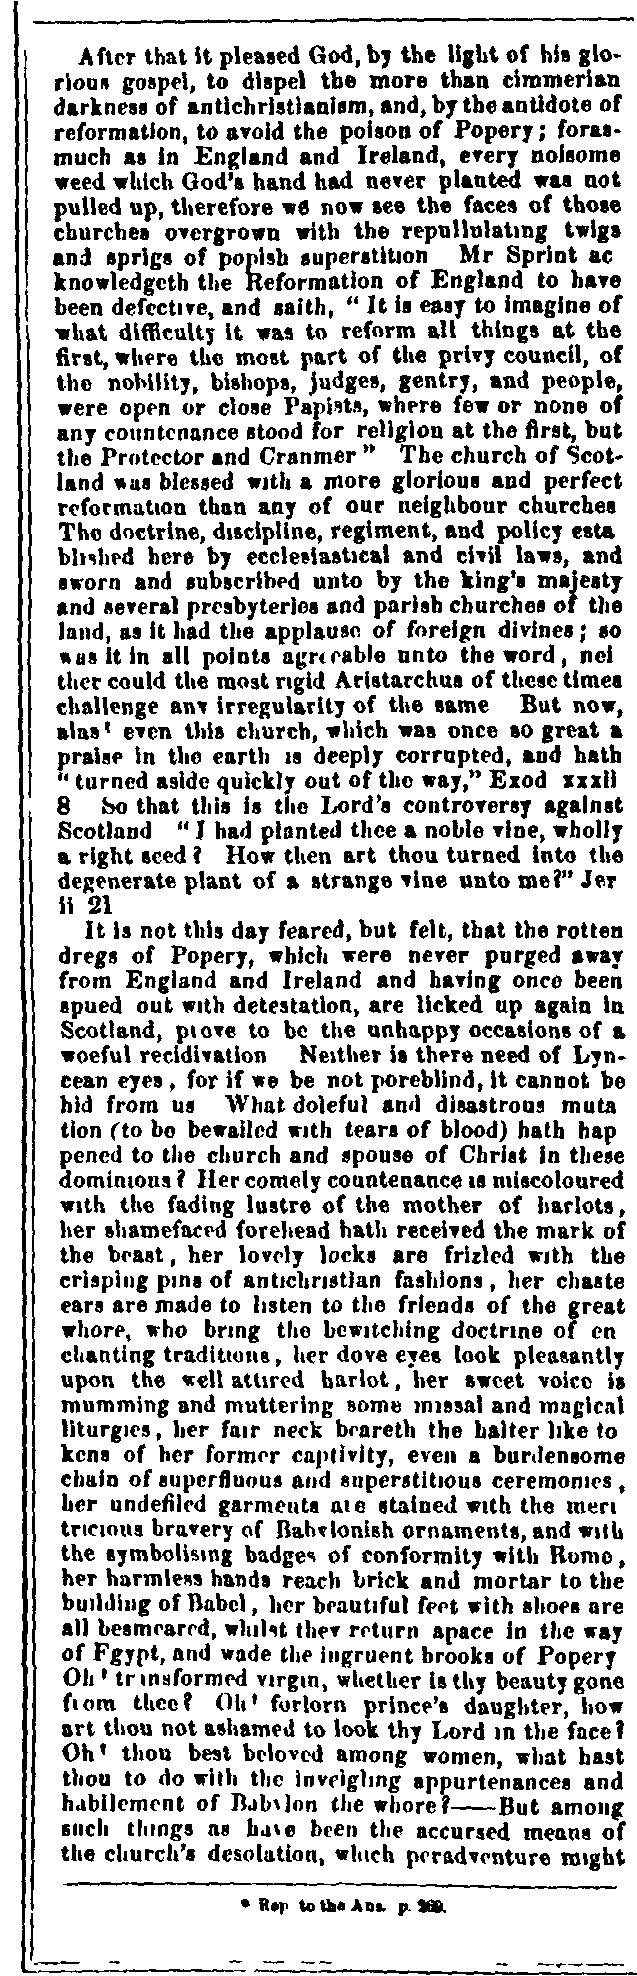 After that it pleased God, by the light of his glo-
rious gospel, to dispel the more than cimmerian
darkness of antichristianism, and, by the antidote of
reformation, to avoid the poison of Popery; foras-
much as in England and Ireland, every noisome
weed which God's hand had never planted was not
pulled up, therefore we now see the faces of those
churches overgrown with the repullulating twigs
and sprigs of popish superstition Mr Sprint ac
knowledgeth the Reformation of England to have
been defective, and saith, "It is easy to imagine of
what difficulty it was to reform all things at the
first, where the most part of the privy council, of
the nobility, bishops, judges, gentry, and people,
were open or close Papists, where few or none of
any countenance stood for religion at the first, but
the Protector and Cranmer" The church of Scot-
land was blessed with a more glorious and perfect
reformation than any of our neighbour churches
The doctrine, discipline, regiment, and policy esta
blished here by ecclesiastical and civil laws, and
sworn and subscribed unto by the king's majesty
and several presbyteries and parish churches of the
land, as it had the applause of foreign divines; so
was it in all points agreeable unto the word, nei
ther could the most rigid Aristarchus of these times
challenge any irregularity of the same But now,
alas! even this church, which was once so great a
praise in the earth is deeply corrupted, and hath
"turned aside quickly out of the way," Exod xxxii
8 So that this is the Lord's controversy against
Scotland "I had planted thee a noble vine, wholly
a right seed? How then art thou turned into the
degenerate plant of a strange vine unto me?" Jer
ii 21
It is not this day feared, but felt, that the rotten
dregs of Popery, which were never purged away
from England and Ireland and having once been
spued out with detestation, are licked up again in
Scotland, prove to be the unhappy occasions of a
woeful recidivation Neither is there need of Lyn-
cean eyes, for if we be not poreblind, it cannot be
hid from us What doleful and disastrous muta
tion (to be bewailed with tears of blood) hath hap
pened to the church and spouse of Christ in these
dominions? Her comely countenance is miscoloured
with the fading lustre of the mother of harlots,
her shamefaced forehead hath received the mark of
the beast, her lovely locks are frizled with the
crisping pins of antichristian fashions, her chaste
ears are made to listen to the friends of the great
whore, who bring the bewitching doctrine of en
chanting traditions, her dove eyes look pleasantly
upon the well attired harlot, her sweet voice is
mumming and muttering some missal and magical
liturgies, her fair neck beareth the halter like to
kens of her former captivity, even a burdensome
chain of superfluous and superstitious ceremonies,
her undefiled garments are stained with the meri
tricious bravery of Babylonish ornaments, and with
the symbolising badges of conformity with Rome,
her harmless hands reach brick and mortar to the
building of Babel, her beautiful feet with shoes are
all besmeared, whilst they return apace in the way
of Egypt, and wade the ingruent brooks of Popery
Oh! transformed virgin, whether is thy beauty gone
from thee? Oh! forlorn prince's daughter, how
art thou not ashamed to look thy Lord in the face?
Oh! thou best beloved among women, what hast
thou to do with the inveigling appurtenances and
habilement of Babylon the whore?——But among
such things as have been the accursed means of
the church's desolation, which peradventure might
* Rep to the Ans. p. 269.